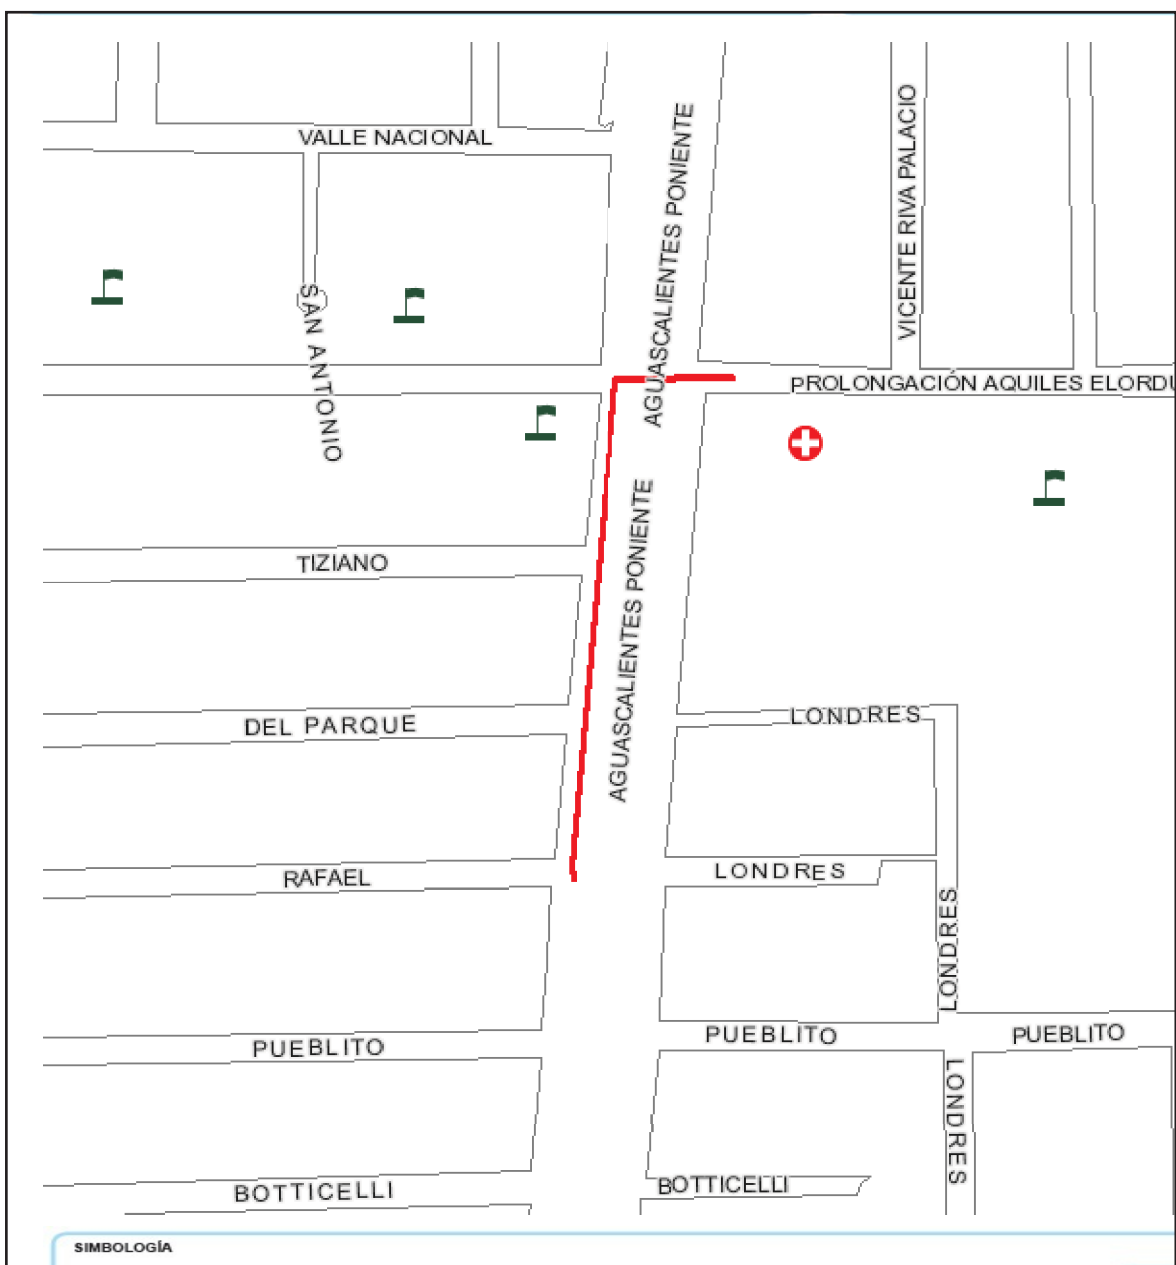 VALLE NACIONAL
AGUASCALIENTES PONIENTE
VICENTE RIVA PALACIO
SAN ANTONIO
PROLONGACIÓN AQUILES ELORDU
AGUASCALIENTES PONIENTE
TIZIANO
DEL PARQUE
LONDRES
RAFAEL
LONDRES
LONDRES
PUEBLITO
PUEBLITO
PUEBLITO
LONDRES
BOTTICELLI
BOTTICELLI
SIMBOLOGÍA